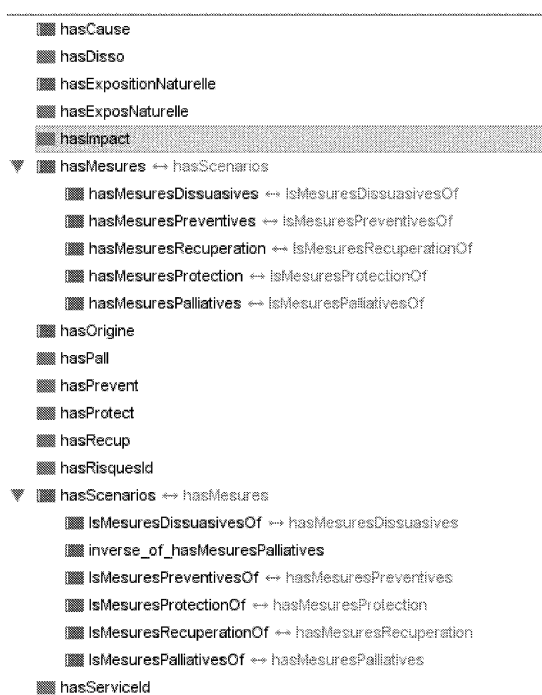 hasCause
hasDisso
hasExpositionNaturelle
hasExposNaturelle
hasImpact
hasMesures ↔ hasScenarios
hasMesuresDissuasives ↔ IsMesuresDissuasivesOf
hasMesuresPreventives ↔ IsMesuresPreventivesOf
hasMesuresRecuperation ↔ IsMesuresRecuperationOf
hasMesuresProtection ↔ IsMesuresProtectionOf
hasMesuresPalliatives ↔ IsMesuresPalliativesOf
hasOrigine
hasPall
hasPrevent
hasProtect
hasRecup
hasRisquesId
hasScenarios ↔ hasMesures
IsMesuresDissuasivesOf ↔ hasMesuresDissuasives
inverse_of_hasMesuresPalliatives
IsMesuresPreventivesOf ↔ hasMesuresPreventives
IsMesuresProtectionOf ↔ hasMesuresProtection
IsMesuresRecuperationOf ↔ hasMesuresRecuperation
IsMesuresPalliativesOf ↔ hasMesuresPalliatives
hasServiceId